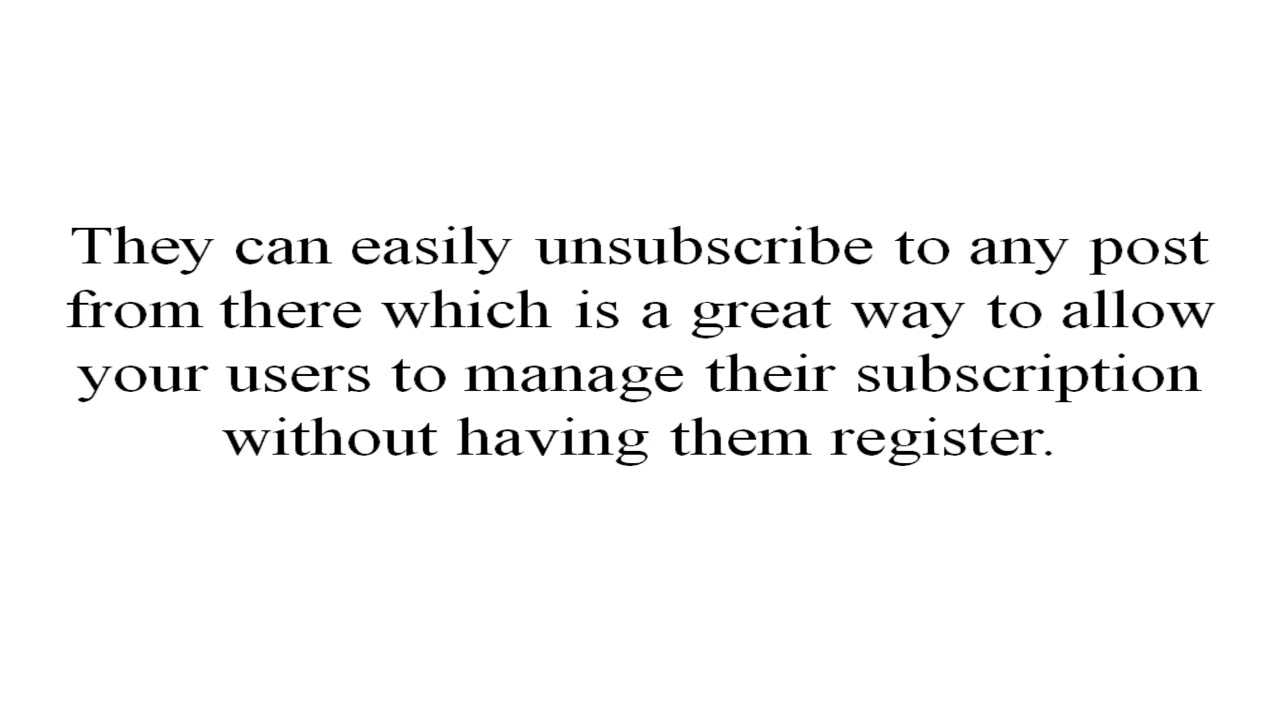 They can easily unsubscribe to any post
from there which is a great way to allow
your users to manage their subscription
without having them register.